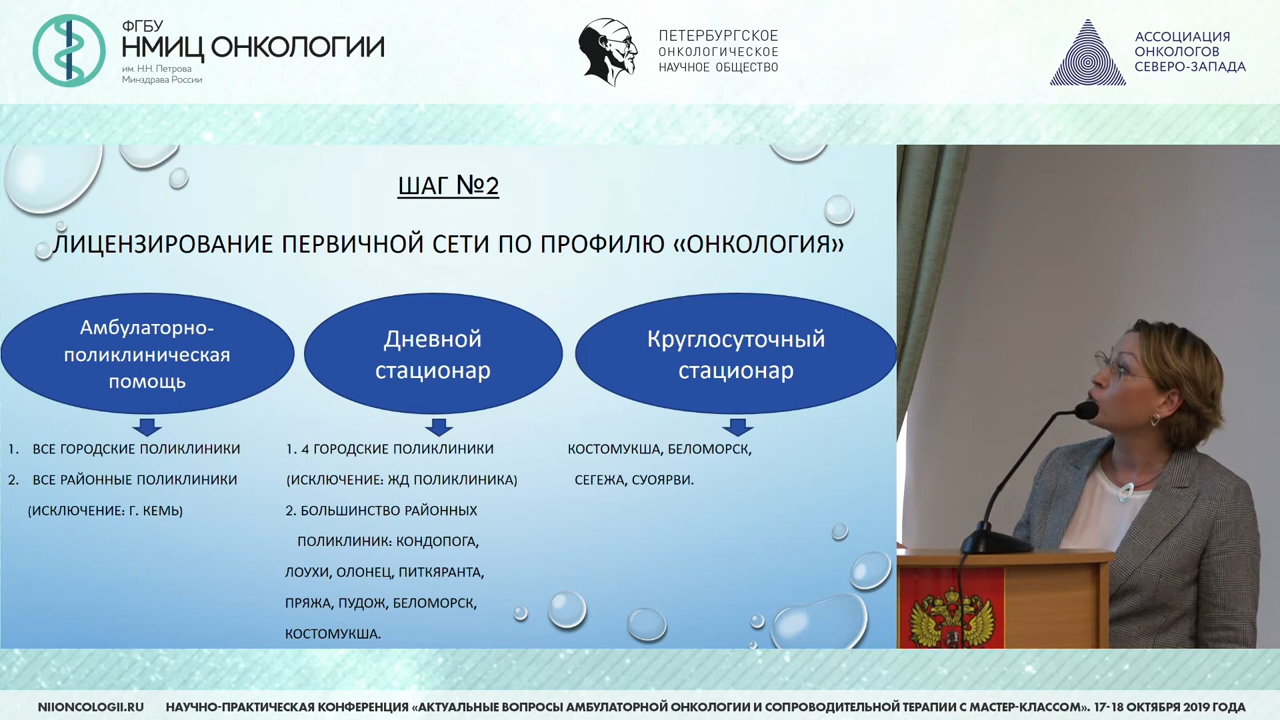 ФГБУ
НМИЦ ОНКОЛОГИИ
им. Н.Н. Петрова
Минздрава России
ПЕТЕРБУРГСКОЕ
ОНКОЛОГИЧЕСКОЕ
НАУЧНОЕ ОБЩЕСТВО
АССОЦИАЦИЯ
ОНКОЛОГОВ
СЕВЕРО-ЗАПАДА
ШАГ №2
ЛИЦЕНЗИРОВАНИЕ ПЕРВИЧНОЙ СЕТИ ПО ПРОФИЛЮ «ОНКОЛОГИЯ»
Амбулаторно-
поликлиническая
помощь
1. ВСЕ ГОРОДСКИЕ ПОЛИКЛИНИКИ
2. ВСЕ РАЙОННЫЕ ПОЛИКЛИНИКИ
(ИСКЛЮЧЕНИЕ: Г. КЕМЬ)
Дневной
стационар
1. 4 ГОРОДСКИЕ ПОЛИКЛИНИКИ
(ИСКЛЮЧЕНИЕ: ЖД ПОЛИКЛИНИКА)
2. БОЛЬШИНСТВО РАЙОННЫХ
ПОЛИКЛИНИК: КОНДОПОГА,
ЛОУХИ, ОЛОНЕЦ, ПИТКЯРАНТА,
ПРЯЖА, ПУДОЖ, БЕЛОМОРСК,
КОСТОМУКША.
Круглосуточный
стационар
КОСТОМУКША, БЕЛОМОРСК,
СЕГЕЖА, СУОЯРВИ.
NIIONCOLOGII.RU НАУЧНО-ПРАКТИЧЕСКАЯ КОНФЕРЕНЦИЯ «АКТУАЛЬНЫЕ ВОПРОСЫ АМБУЛАТОРНОЙ ОНКОЛОГИИ И СОПРОВОДИТЕЛЬНОЙ ТЕРАПИИ С МАСТЕР-КЛАССОМ». 17-18 ОКТЯБРЯ 2019 ГОДА